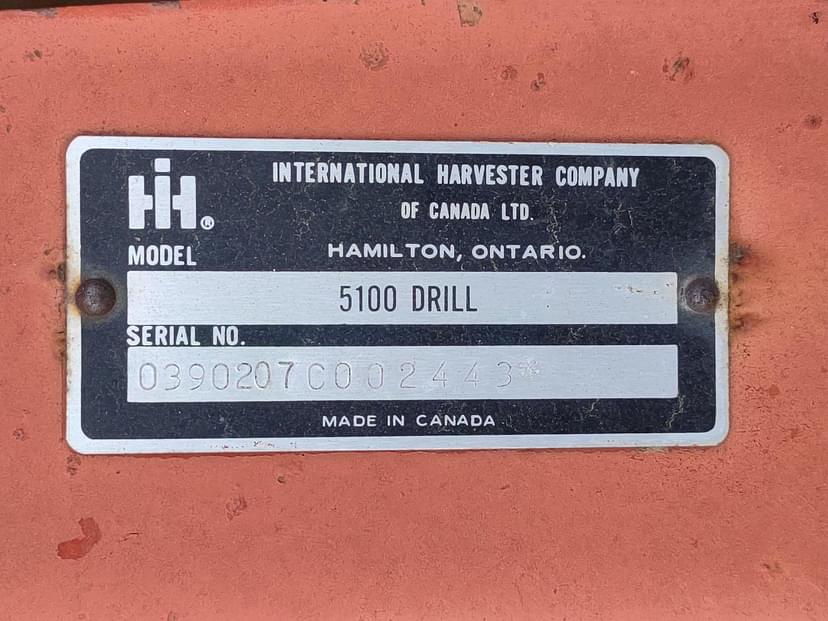 IH®
INTERNATIONAL HARVESTER COMPANY
OF CANADA LTD.
MODEL HAMILTON, ONTARIO.
5100 DRILL
SERIAL NO.
0390207C002443*
MADE IN CANADA